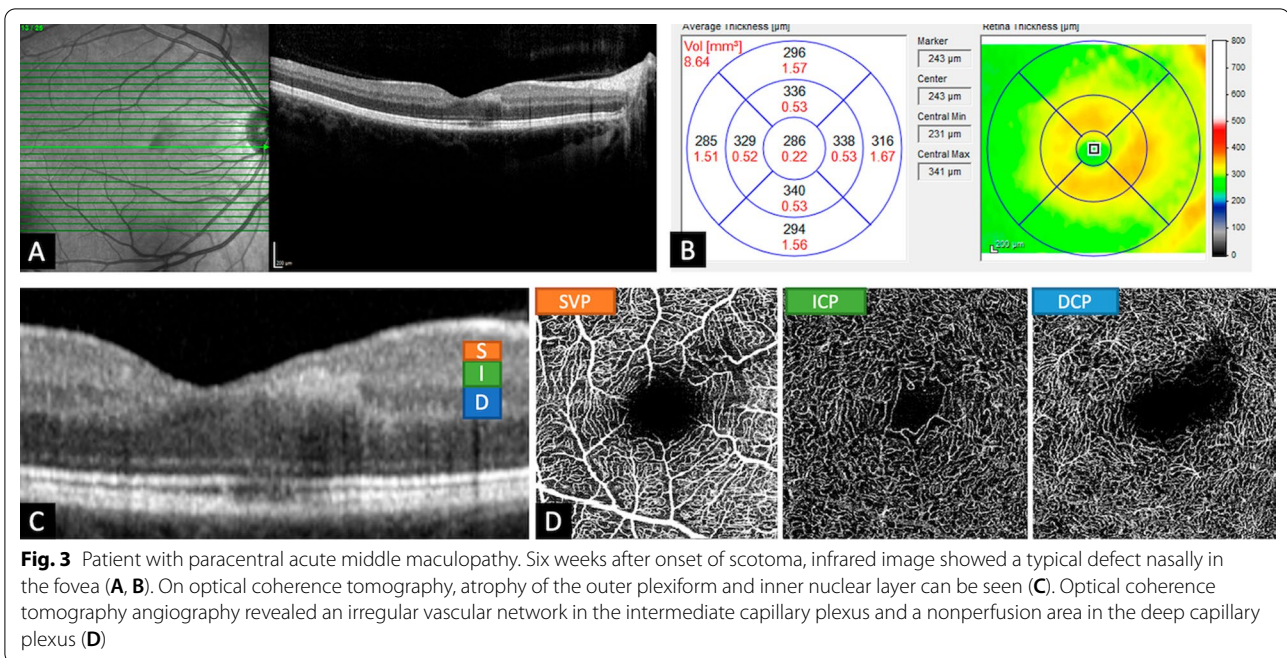 12 / 25
Average Thickness [µm]
Retina Thickness [µm]
Vol [mm³]
8.64
296
1.57
336
0.53
285 329 286 338 316
1.51 0.52 0.22 0.53 1.67
340
0.53
294
1.56
Marker
243 µm
Center
243 µm
Central Min
231 µm
Central Max
341 µm
800
700
600
500
400
300
200
100
0
200 µm
200 µm
A
B
S
I
D
C
SVP
ICP
DCP
D
Fig. 3 Patient with paracentral acute middle maculopathy. Six weeks after onset of scotoma, infrared image showed a typical defect nasally in
the fovea (A, B). On optical coherence tomography, atrophy of the outer plexiform and inner nuclear layer can be seen (C). Optical coherence
tomography angiography revealed an irregular vascular network in the intermediate capillary plexus and a nonperfusion area in the deep capillary
plexus (D)